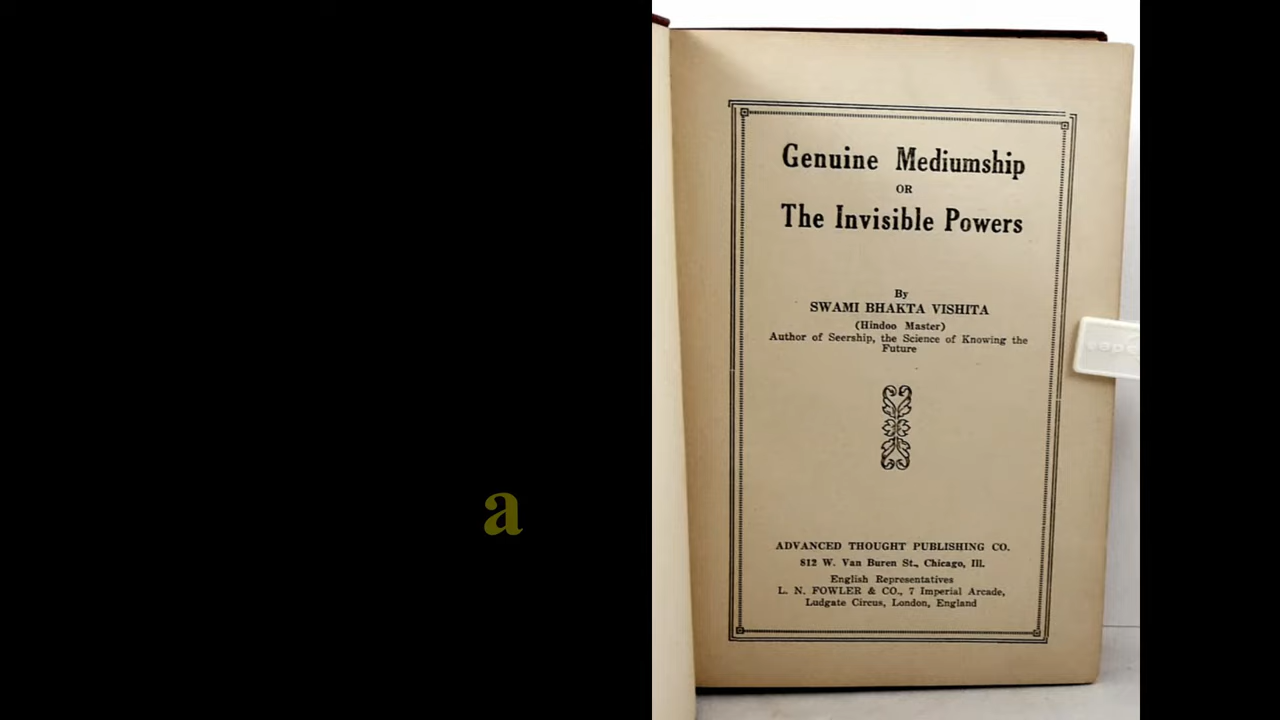 a
Genuine Mediumship
OR
The Invisible Powers
By
SWAMI BHAKTA VISHITA
(Hindoo Master)
Author of Seership, the Science of Knowing the
Future
ADVANCED THOUGHT PUBLISHING CO.
812 W. Van Buren St., Chicago, Ill.
English Representatives
L. N. FOWLER & CO., 7 Imperial Arcade,
Ludgate Circus, London, England